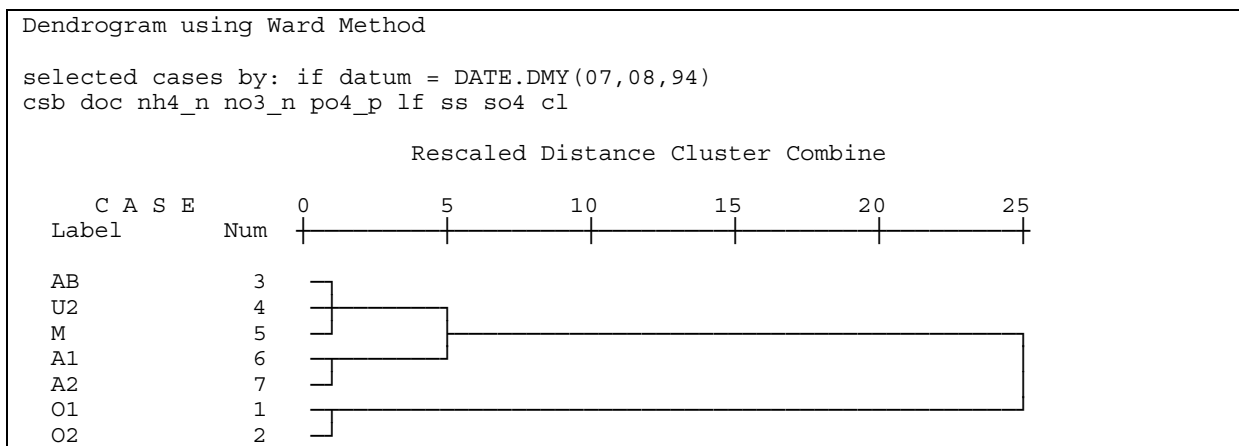 Dendrogram using Ward Method
selected cases by: if datum = DATE.DMY(07,08,94)
csb doc nh4_n no3_n po4_p lf ss so4 cl
Rescaled Distance Cluster Combine
C A S E 0 5 10 15 20 25
Label Num
AB 3
U2 4
M 5
A1 6
A2 7
O1 1
O2 2